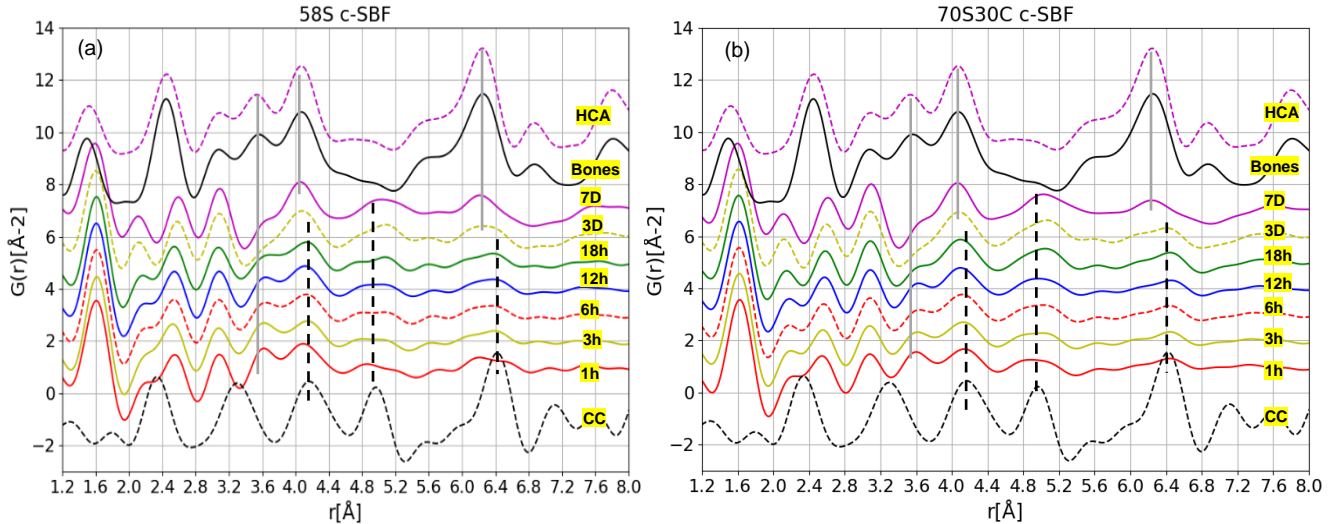 58S c-SBF
(a)
14
12
10
8
6
4
2
0
−2
G(r)[Å-2]
HCA
Bones
7D
3D
18h
12h
6h
3h
1h
CC
1.2 1.6 2.0 2.4 2.8 3.2 3.6 4.0 4.4 4.8 5.2 5.6 6.0 6.4 6.8 7.2 7.6 8.0
r[Å]
70S30C c-SBF
(b)
14
12
10
8
6
4
2
0
−2
G(r)[Å-2]
HCA
Bones
7D
3D
18h
12h
6h
3h
1h
CC
1.2 1.6 2.0 2.4 2.8 3.2 3.6 4.0 4.4 4.8 5.2 5.6 6.0 6.4 6.8 7.2 7.6 8.0
r[Å]